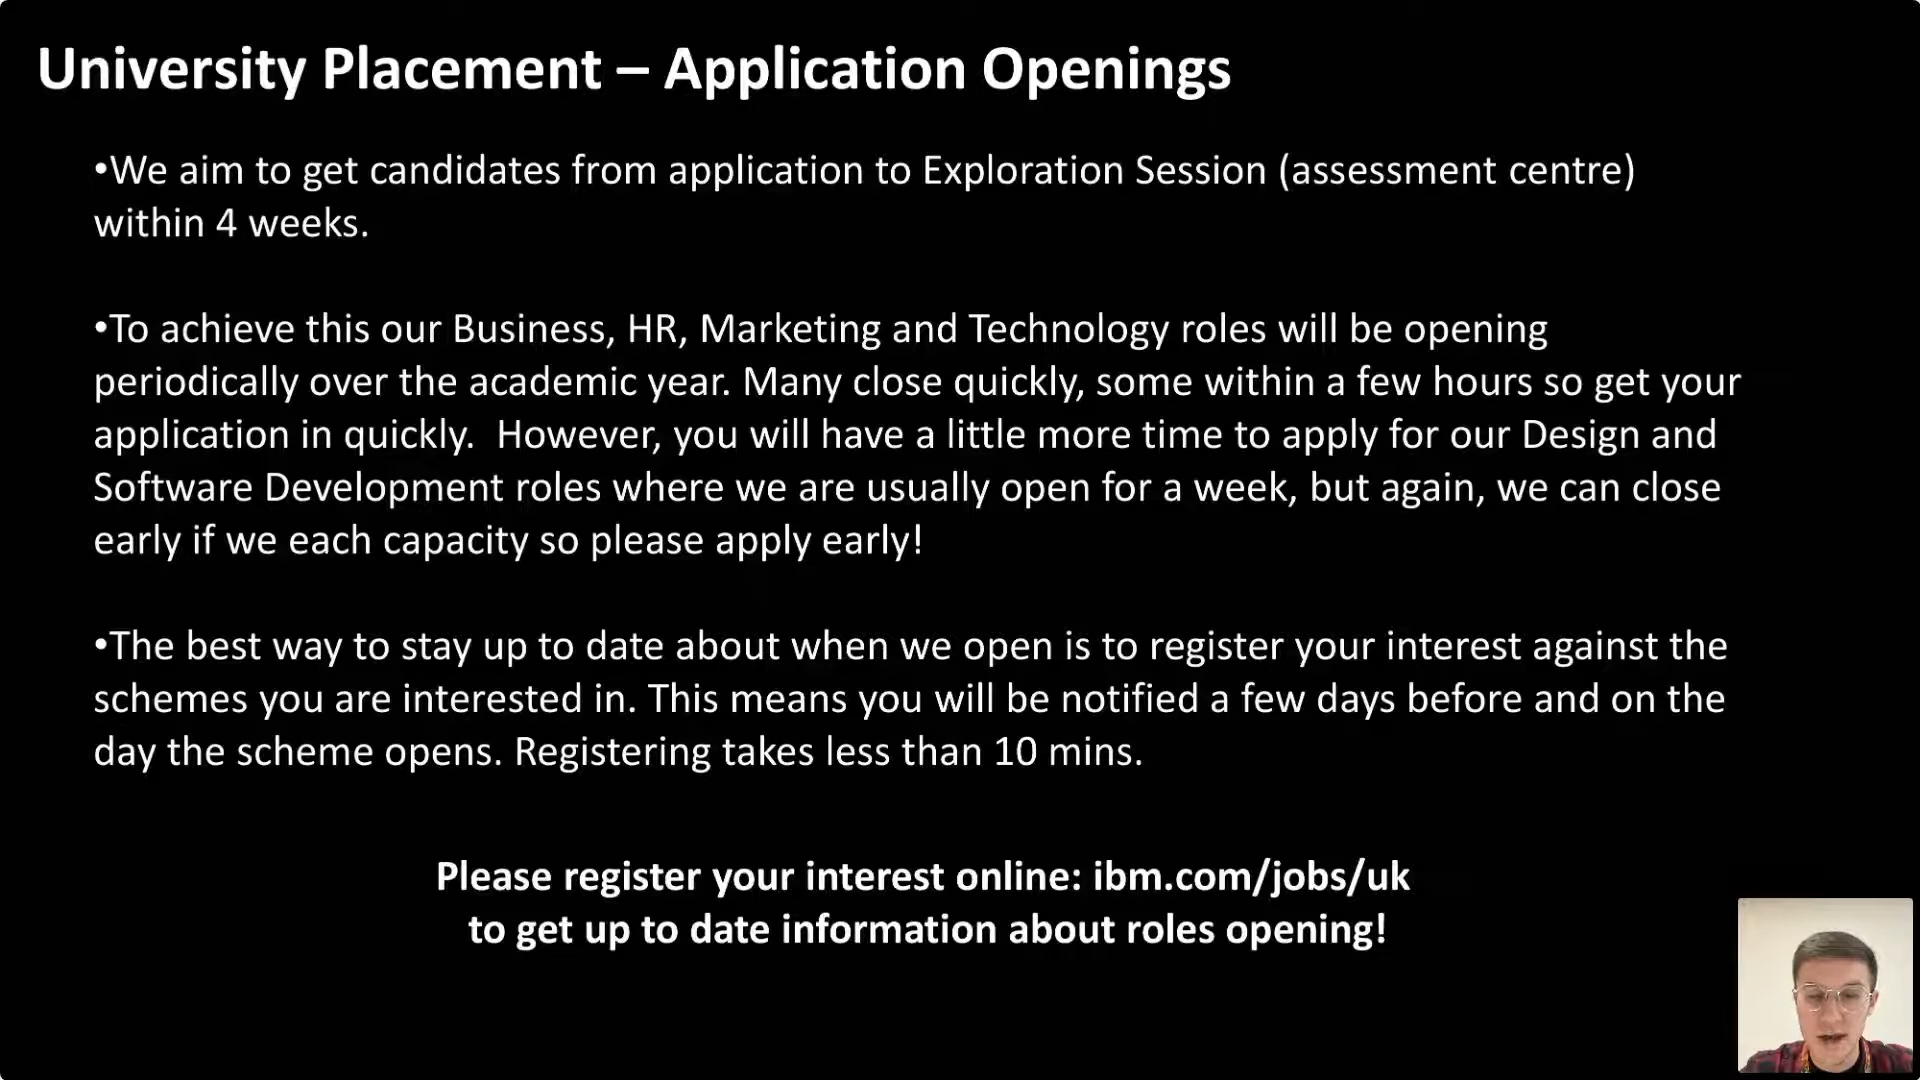 University Placement – Application Openings
•We aim to get candidates from application to Exploration Session (assessment centre)
within 4 weeks.
•To achieve this our Business, HR, Marketing and Technology roles will be opening
periodically over the academic year. Many close quickly, some within a few hours so get your
application in quickly.  However, you will have a little more time to apply for our Design and
Software Development roles where we are usually open for a week, but again, we can close
early if we each capacity so please apply early!
•The best way to stay up to date about when we open is to register your interest against the
schemes you are interested in. This means you will be notified a few days before and on the
day the scheme opens. Registering takes less than 10 mins.
Please register your interest online: ibm.com/jobs/uk
to get up to date information about roles opening!